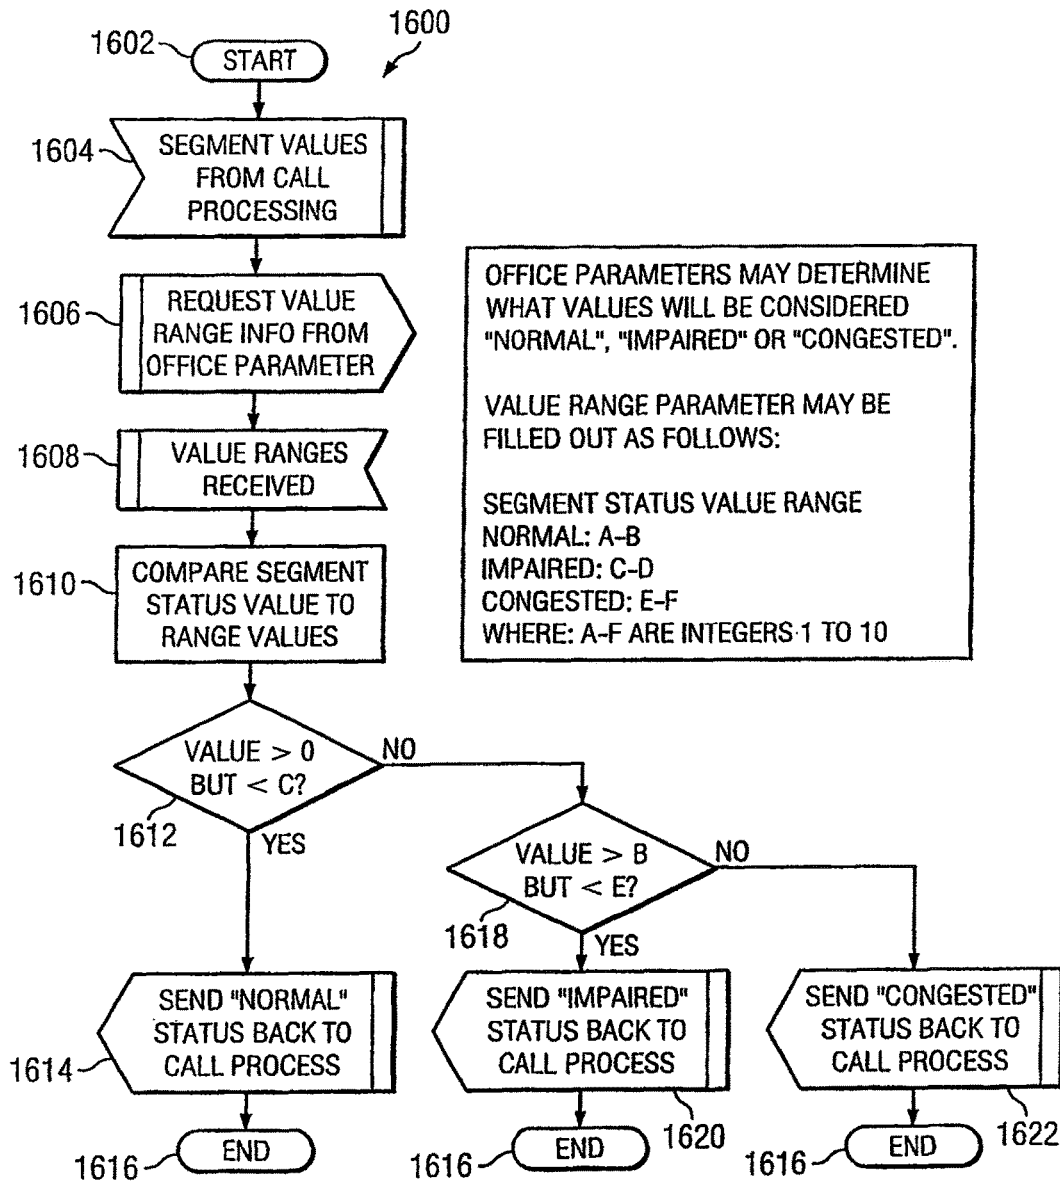 1600
1602
START
1604
SEGMENT VALUES
FROM CALL
PROCESSING
1606
REQUEST VALUE
RANGE INFO FROM
OFFICE PARAMETER
1608
VALUE RANGES
RECEIVED
1610
COMPARE SEGMENT
STATUS VALUE TO
RANGE VALUES
OFFICE PARAMETERS MAY DETERMINE
WHAT VALUES WILL BE CONSIDERED
"NORMAL", "IMPAIRED" OR "CONGESTED".
VALUE RANGE PARAMETER MAY BE
FILLED OUT AS FOLLOWS:
SEGMENT STATUS VALUE RANGE
NORMAL: A-B
IMPAIRED: C-D
CONGESTED: E-F
WHERE: A-F ARE INTEGERS 1 TO 10
VALUE > 0
BUT < C?
1612
NO
YES
VALUE > B
BUT < E?
1618
NO
YES
SEND "NORMAL"
STATUS BACK TO
CALL PROCESS
1614
SEND "IMPAIRED"
STATUS BACK TO
CALL PROCESS
1620
SEND "CONGESTED"
STATUS BACK TO
CALL PROCESS
1622
1616
END
1616
END
1616
END